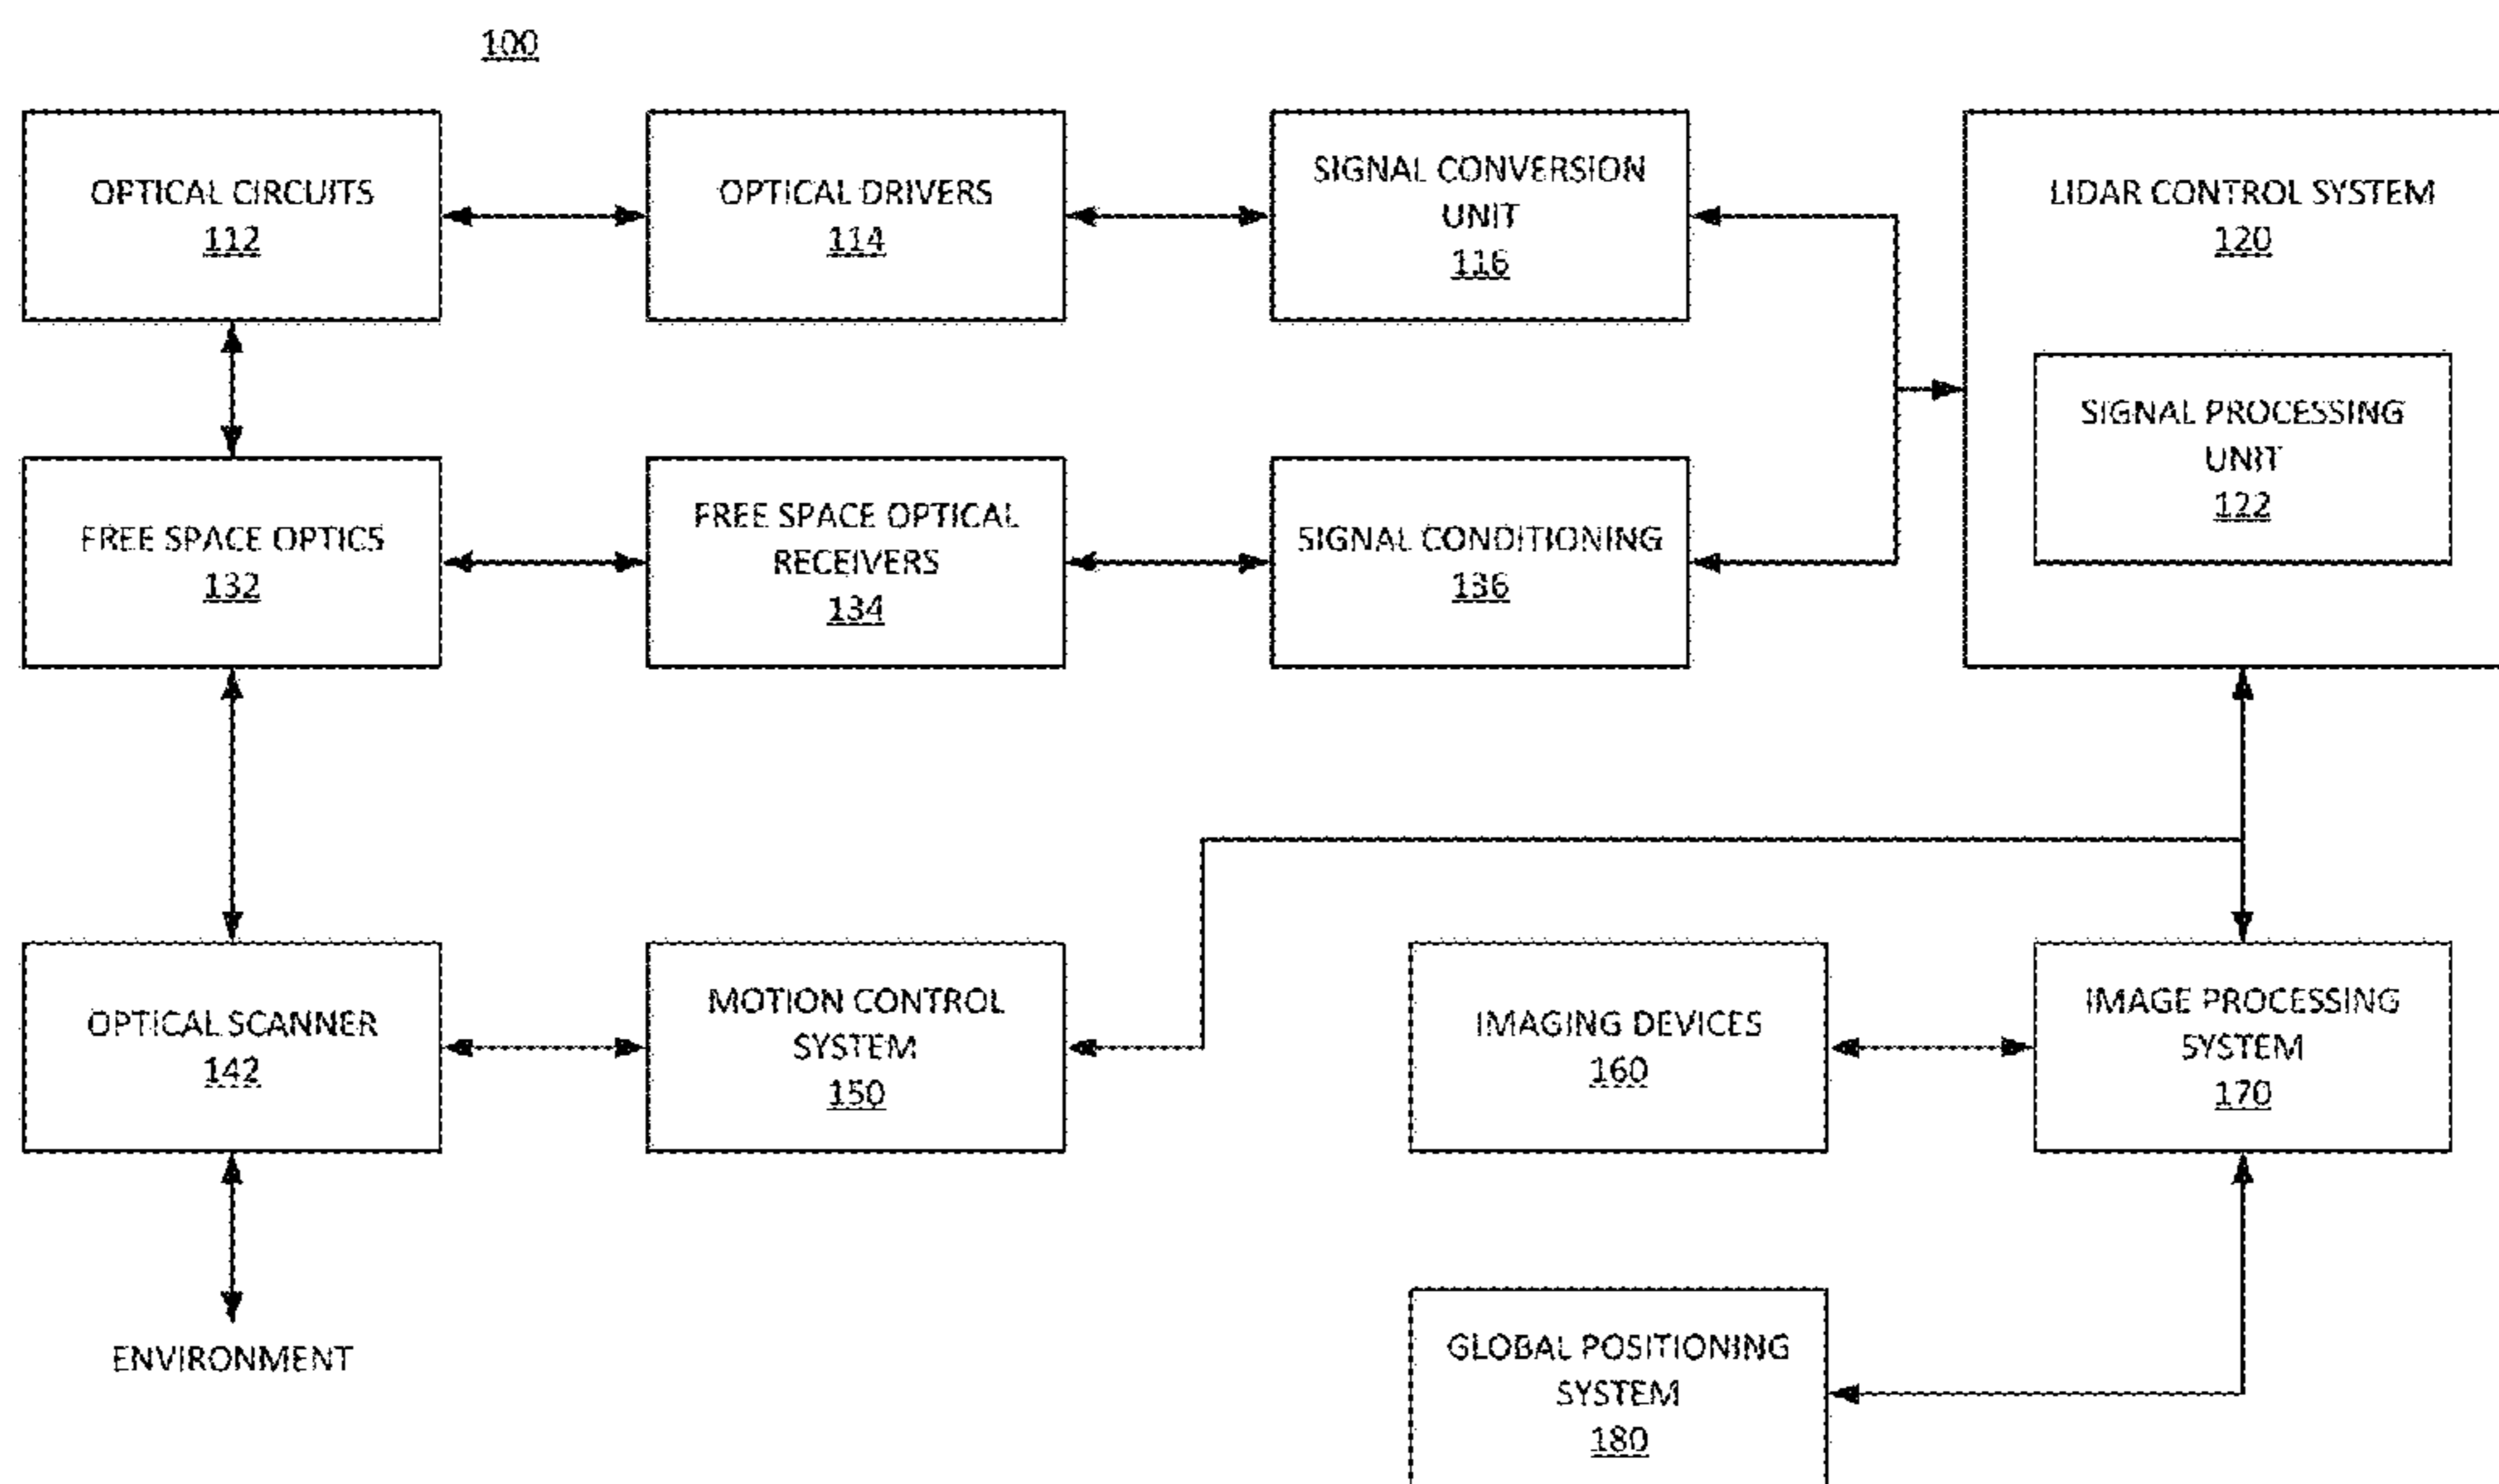 100
OPTICAL CIRCUITS
112
OPTICAL DRIVERS
114
SIGNAL CONVERSION
UNIT
116
LIDAR CONTROL SYSTEM
120
SIGNAL PROCESSING
UNIT
122
FREE SPACE OPTICS
132
FREE SPACE OPTICAL
RECEIVERS
134
SIGNAL CONDITIONING
136
OPTICAL SCANNER
142
MOTION CONTROL
SYSTEM
150
IMAGING DEVICES
160
IMAGE PROCESSING
SYSTEM
170
ENVIRONMENT
GLOBAL POSITIONING
SYSTEM
180